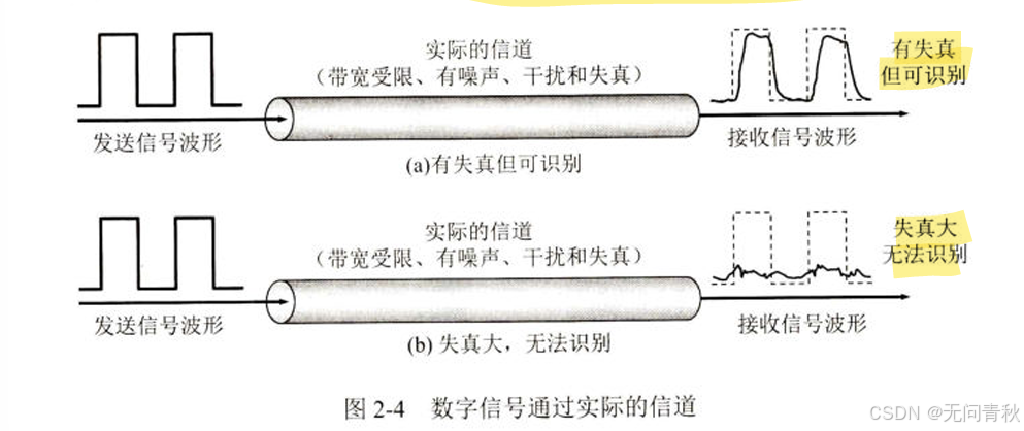 实际的信道
(带宽受限、有噪声、干扰和失真)
有失真
但可识别
发送信号波形
接收信号波形
(a)有失真但可识别
实际的信道
(带宽受限、有噪声、干扰和失真)
失真大
无法识别
发送信号波形
接收信号波形
(b) 失真大，无法识别
图 2-4 数字信号通过实际的信道
CSDN @无问青秋